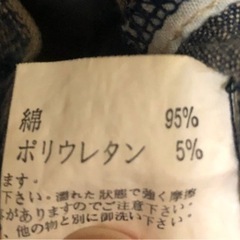 綿 95%
ポリウレタン 5%
ます。
下さい。濡れた状態で強く摩擦
がありますのでご注意下さい。
、他の物と別に御洗い下さい。